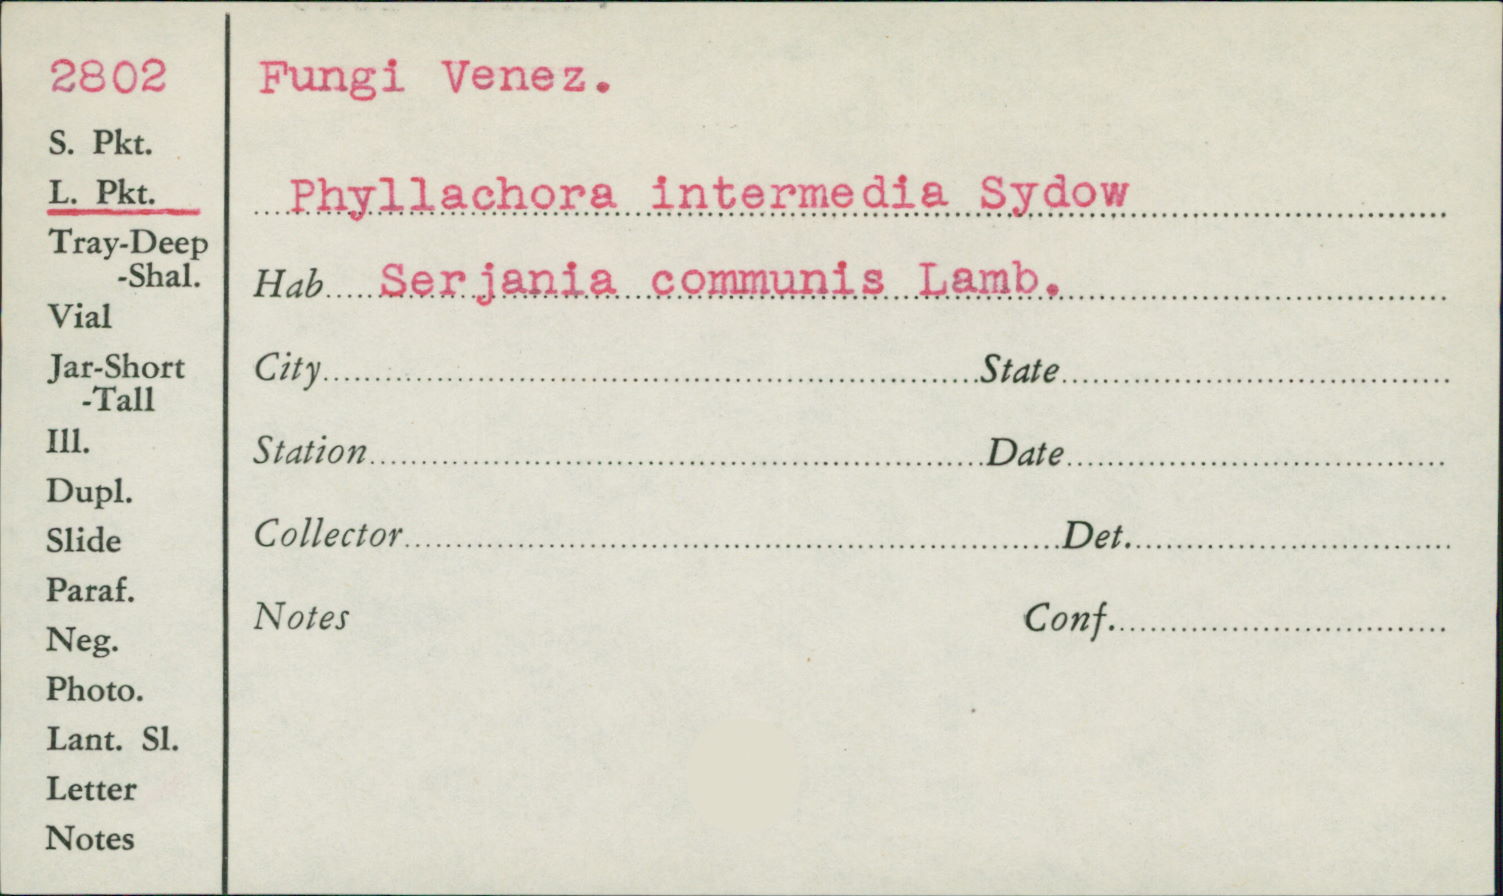 2802
S. Pkt.
L. Pkt.
Tray-Deep
-Shal.
Vial
Jar-Short
-Tall
Ill.
Dupl.
Slide
Paraf.
Neg.
Photo.
Lant. Sl.
Letter
Notes
Fungi Venez.
Phyllachora intermedia Sydow
Hab Serjania communis Lamb.
City State
Station Date
Collector Det.
Notes Conf.